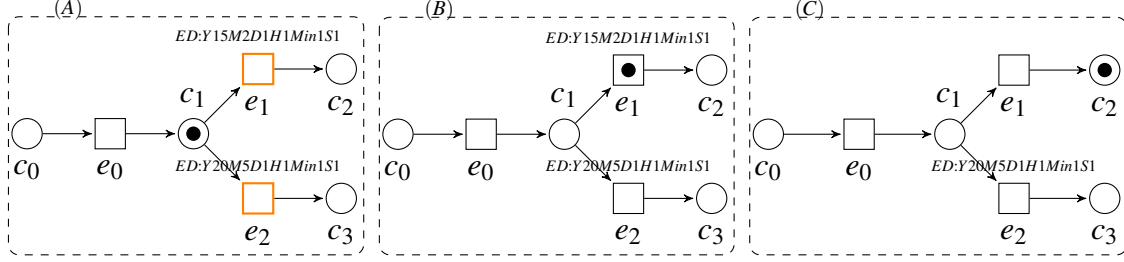 (A)
ED:Y15M2D1H1Min1S1
c1
e1
c2
c0
e0
ED:Y20M5D1H1Min1S1
e2
c3
(B)
ED:Y15M2D1H1Min1S1
c1
e1
c2
c0
e0
ED:Y20M5D1H1Min1S1
e2
c3
(C)
c1
e1
c2
c0
e0
ED:Y20M5D1H1Min1S1
e2
c3